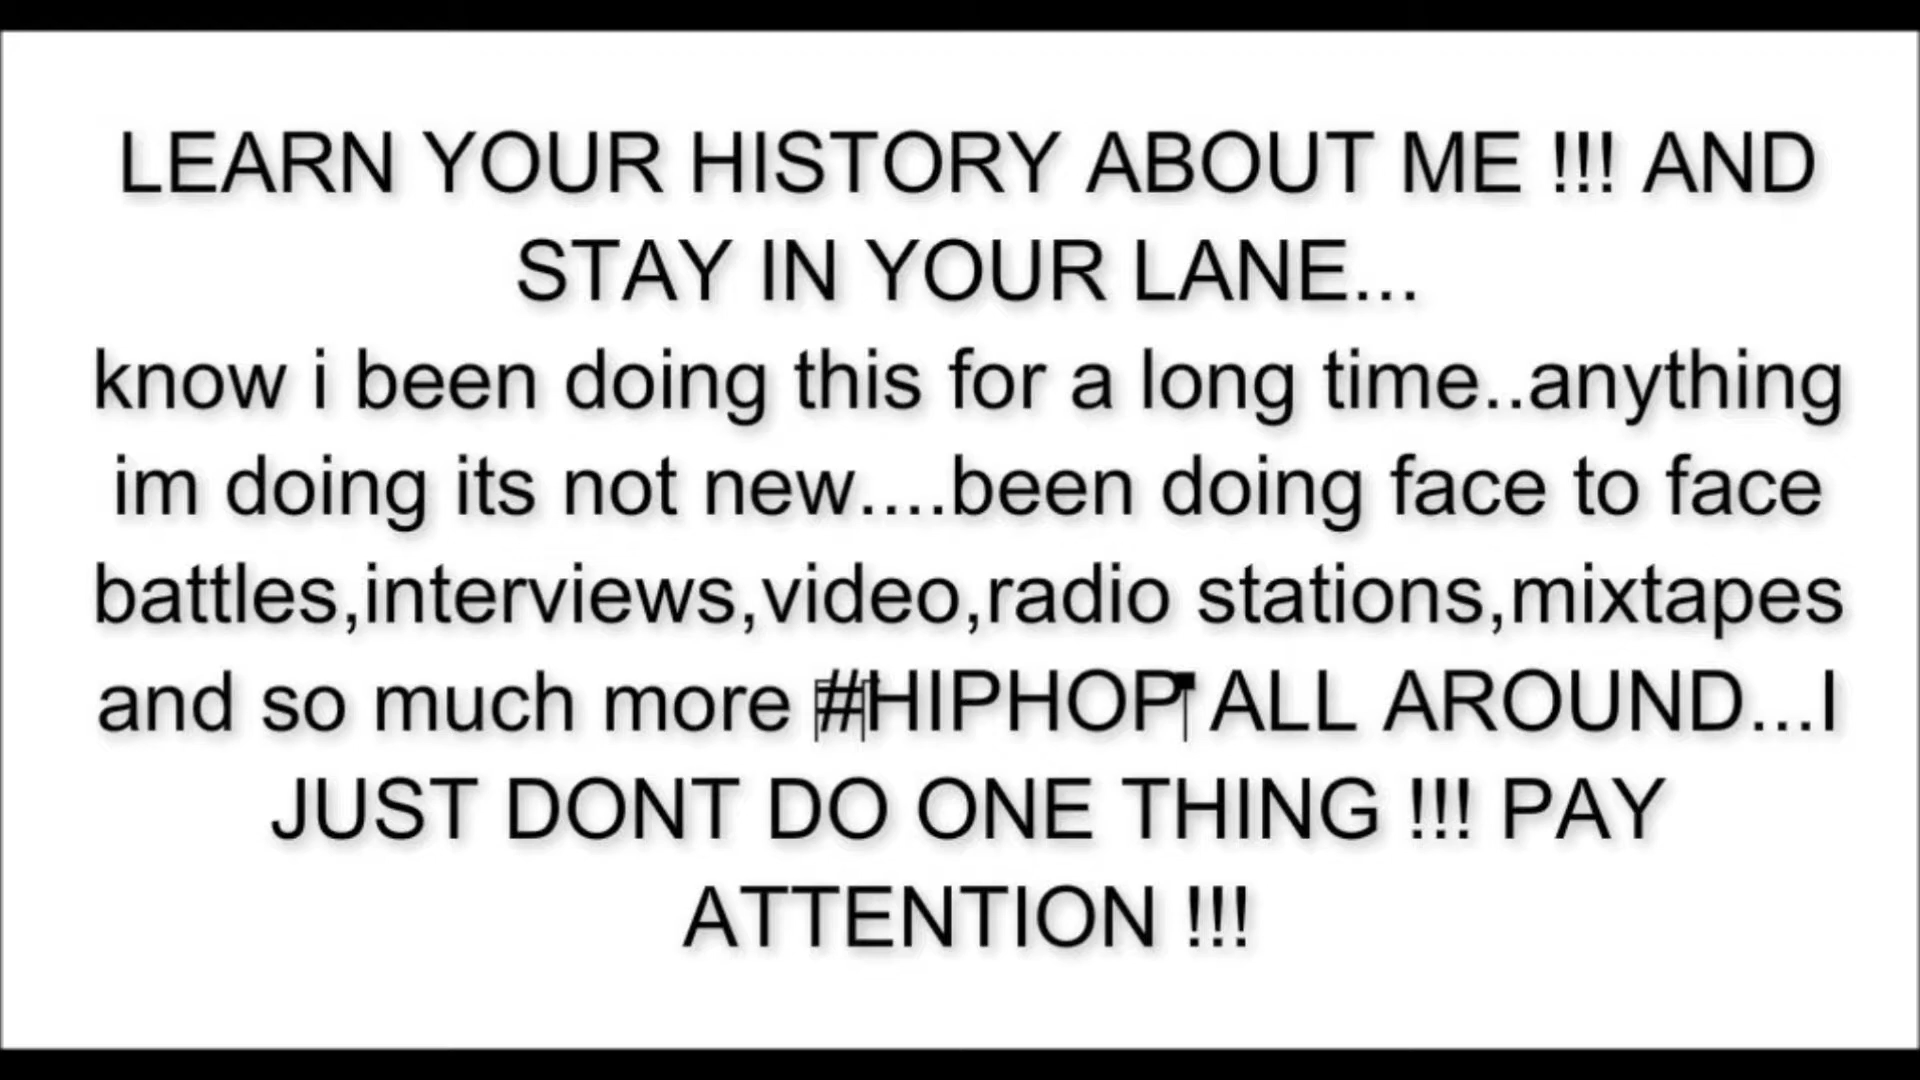 LEARN YOUR HISTORY ABOUT ME !!! AND
STAY IN YOUR LANE...
know i been doing this for a long time..anything
im doing its not new....been doing face to face
battles,interviews,video,radio stations,mixtapes
and so much more #HIPHOP ALL AROUND...I
JUST DONT DO ONE THING !!! PAY
ATTENTION !!!